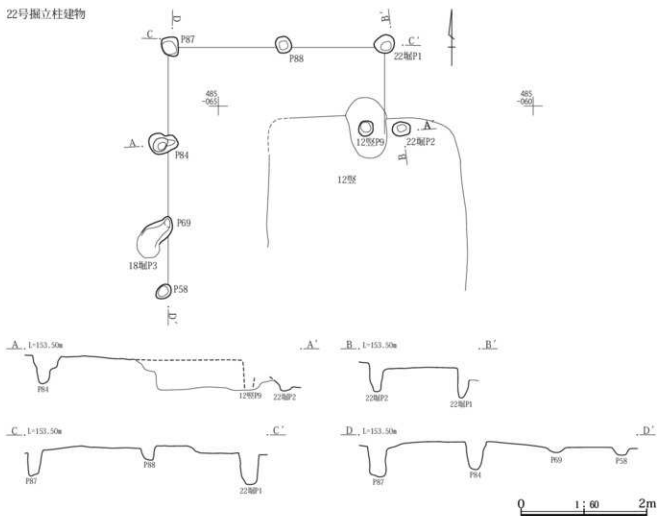 22号掘立柱建物
D
B'
C
P87
P88
C'
22掘P1
485
-065
485
-060
A
P84
12竪P9
A'
22掘P2
B
12竪
P69
18掘P3
P58
D'
A L=153.50m A'
P84
12竪P9
22掘P2
B L=153.50m B'
22掘P2
22掘P1
C L=153.50m C'
P87
P88
22掘P1
D L=153.50m D'
P87
P84
P69
P58
0 1:60 2m